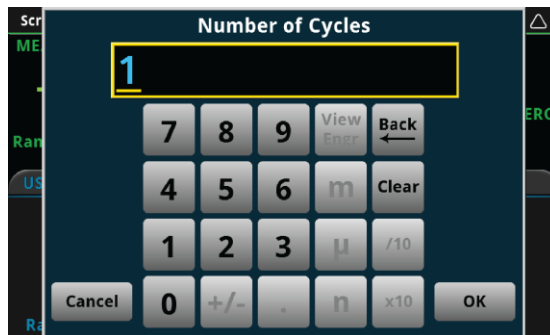 Scr
Number of Cycles
ME
1
7 8 9 View Engr Back
ERC
Ran
4 5 6 m Clear
US
1 2 3 µ /10
Cancel 0 +/- . n x10 OK
Ra